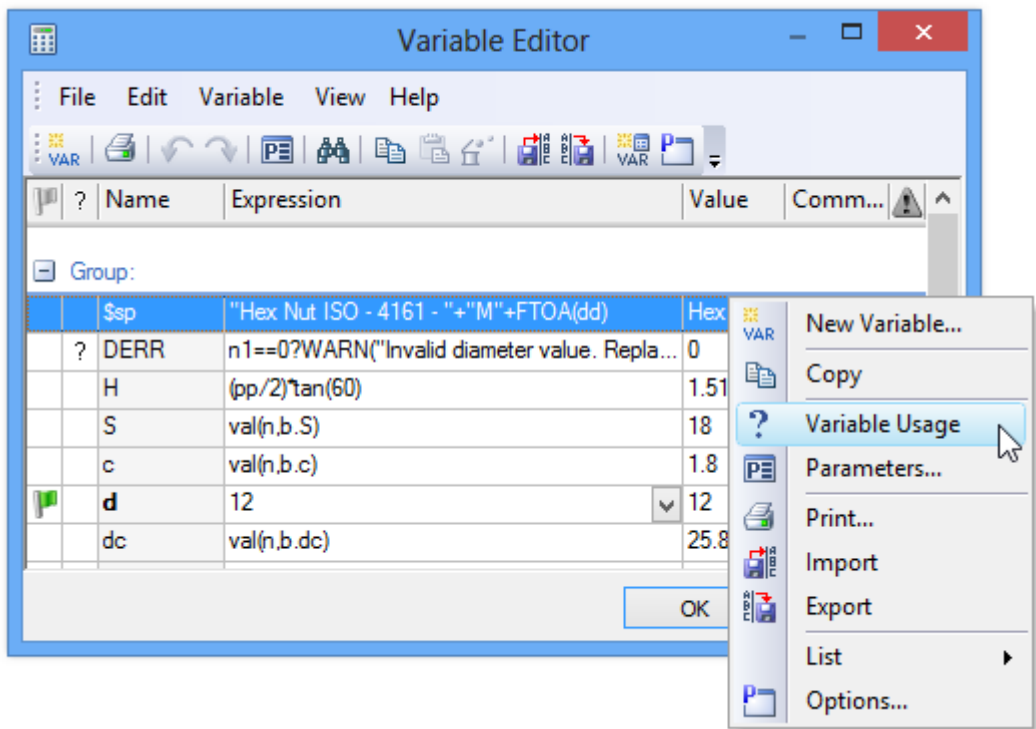 Variable Editor
File Edit Variable View Help
VAR PE VAR P
? Name Expression Value Comm...
Group:
$sp "Hex Nut ISO - 4161 - "+"M"+FTOA(dd) Hex
? DERR n1==0?WARN("Invalid diameter value. Repla... 0
H (pp/2)*tan(60) 1.51
S val(n,b.S) 18
c val(n,b.c) 1.8
d 12 12
dc val(n,b.dc) 25.8
OK
VAR New Variable...
Copy
? Variable Usage
PE Parameters...
Print...
Import
Export
List
P Options...